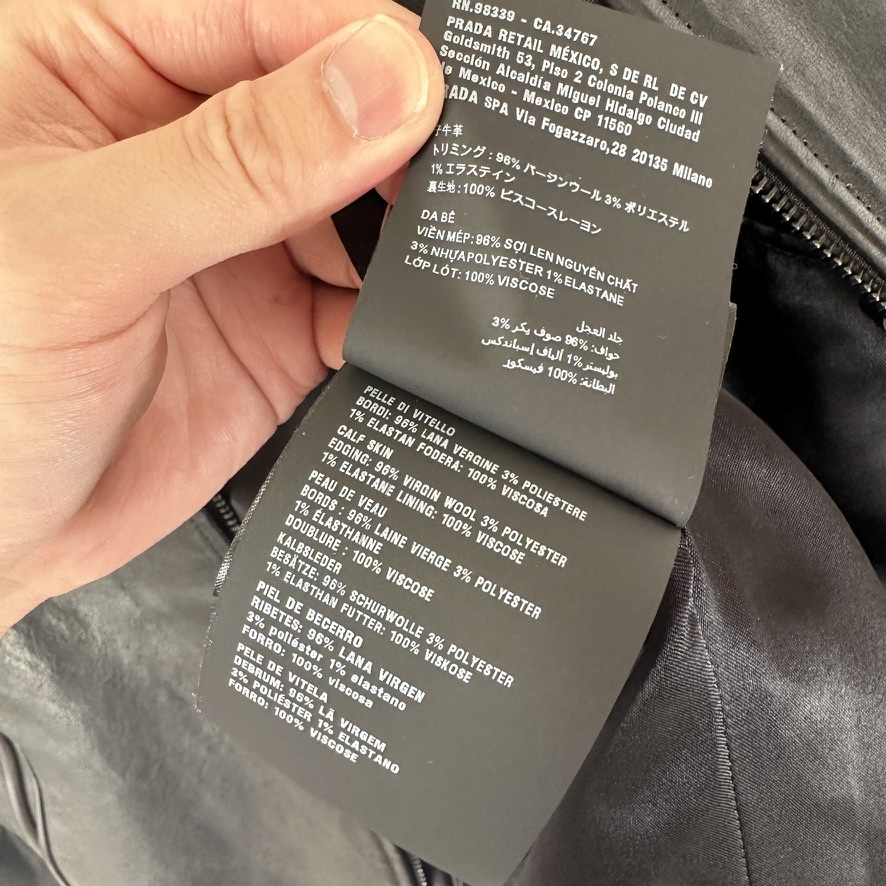 RN.98339 - CA.34767
PRADA RETAIL MÉXICO, S DE RL DE CV
Goldsmith 53, Piso 2 Colonia Polanco III
Sección Alcaldía Miguel Hidalgo Ciudad
de Mexico - Mexico CP 11560
PRADA SPA Via Fogazzaro,28 20135 Milano
仔牛革
トリミング:96% バージンウール 3% ポリエステル
1% エラステイン
裏生地:100% ビスコースレーヨン
DA BÊ
VIỀN MÉP:96% SỢI LEN NGUYÊN CHẤT
3% NHỰAPOLYESTER 1% ELASTANE
LỚP LÓT: 100% VISCOSE
جلد العجل
حواف: 96% صوف بكر 3%
بوليستر 1% ألياف إسباندكس
البطانة: 100% فيسكوز
PELLE DI VITELLO
BORDI: 96% LANA VERGINE 3% POLIESTERE
1% ELASTAN FODERA: 100% VISCOSA
CALF SKIN
EDGING: 96% VIRGIN WOOL 3% POLYESTER
1% ELASTANE LINING: 100% VISCOSE
PEAU DE VEAU
BORDS : 96% LAINE VIERGE 3% POLYESTER
1% ÉLASTHANNE
DOUBLURE : 100% VISCOSE
KALBSLEDER
BESÄTZE: 96% SCHURWOLLE 3% POLYESTER
1% ELASTHAN FUTTER: 100% VISKOSE
PIEL DE BECERRO
RIBETES: 96% LANA VIRGEN
3% poliéster 1% elastano
FORRO: 100% viscosa
PELE DE VITELA
DEBRUM: 96% LÃ VIRGEM
3% POLIÉSTER 1% ELASTANO
FORRO: 100% VISCOSE